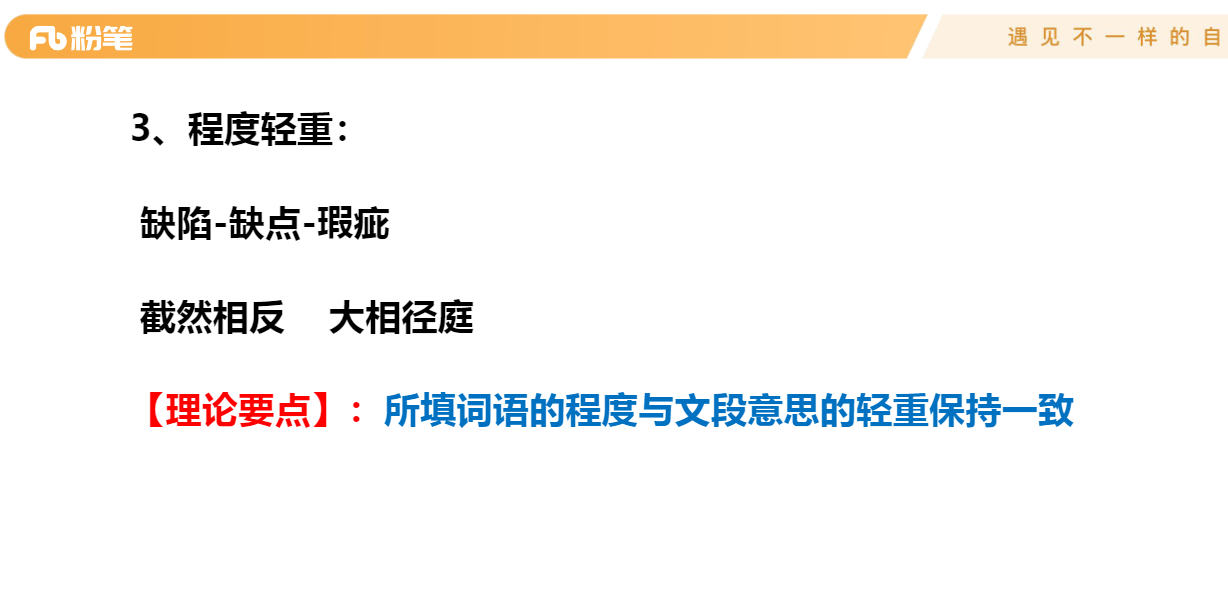 粉笔
遇见不一样的自
3、程度轻重：
缺陷-缺点-瑕疵
截然相反 大相径庭
【理论要点】：所填词语的程度与文段意思的轻重保持一致